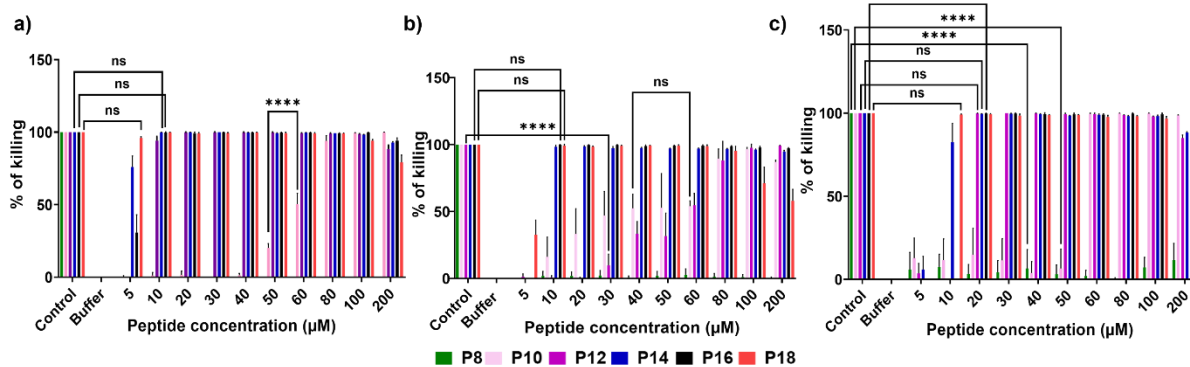 a)
ns
ns
ns
****
150
100
50
0
% of killing
Control
Buffer
5
10
20
30
40
50
60
80
100
200
Peptide concentration (µM)
b)
ns
ns
****
ns
150
100
50
0
% of killing
Control
Buffer
5
10
20
30
40
50
60
80
100
200
Peptide concentration (µM)
c)
****
****
ns
ns
ns
150
100
50
0
% of killing
Control
Buffer
5
10
20
30
40
50
60
80
100
200
Peptide concentration (µM)
P8 P10 P12 P14 P16 P18